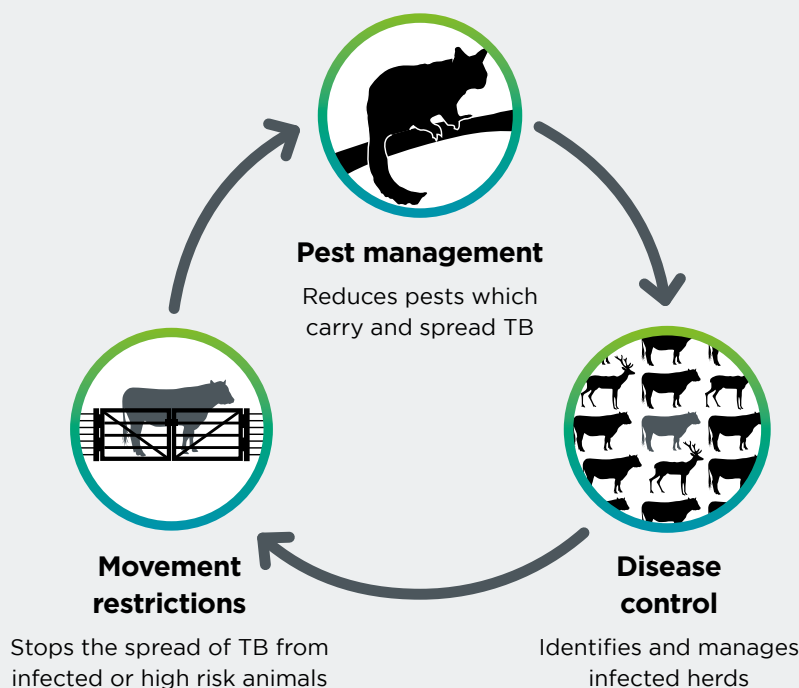 Pest management
Reduces pests which
carry and spread TB
Movement
restrictions
Stops the spread of TB from
infected or high risk animals
Disease
control
Identifies and manages
infected herds